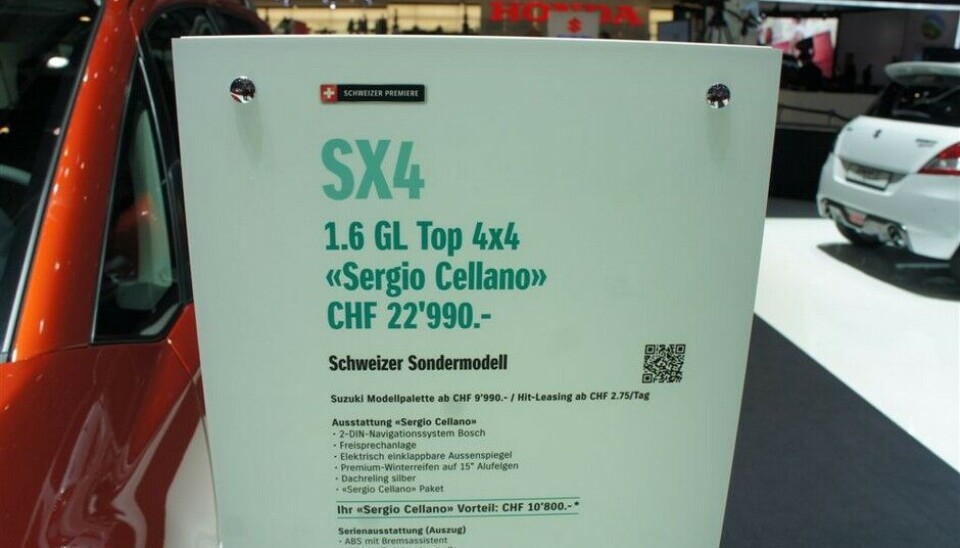 HONDA
SCHWEIZER PREMIERE
SX4
1.6 GL Top 4x4
«Sergio Cellano»
CHF 22'990.-
Schweizer Sondermodell
Suzuki Modellpalette ab CHF 9'990.- / Hit-Leasing ab CHF 2.75/Tag
Ausstattung «Sergio Cellano»
· 2-DIN-Navigationssystem Bosch
· Freisprechanlage
· Elektrisch einklappbare Aussenspiegel
· Premium-Winterreifen auf 15" Alufelgen
· Dachreling silber
· «Sergio Cellano» Paket
Ihr «Sergio Cellano» Vorteil: CHF 10'800.-*
Serienausstattung (Auszug)
· ABS mit Bremsassistent